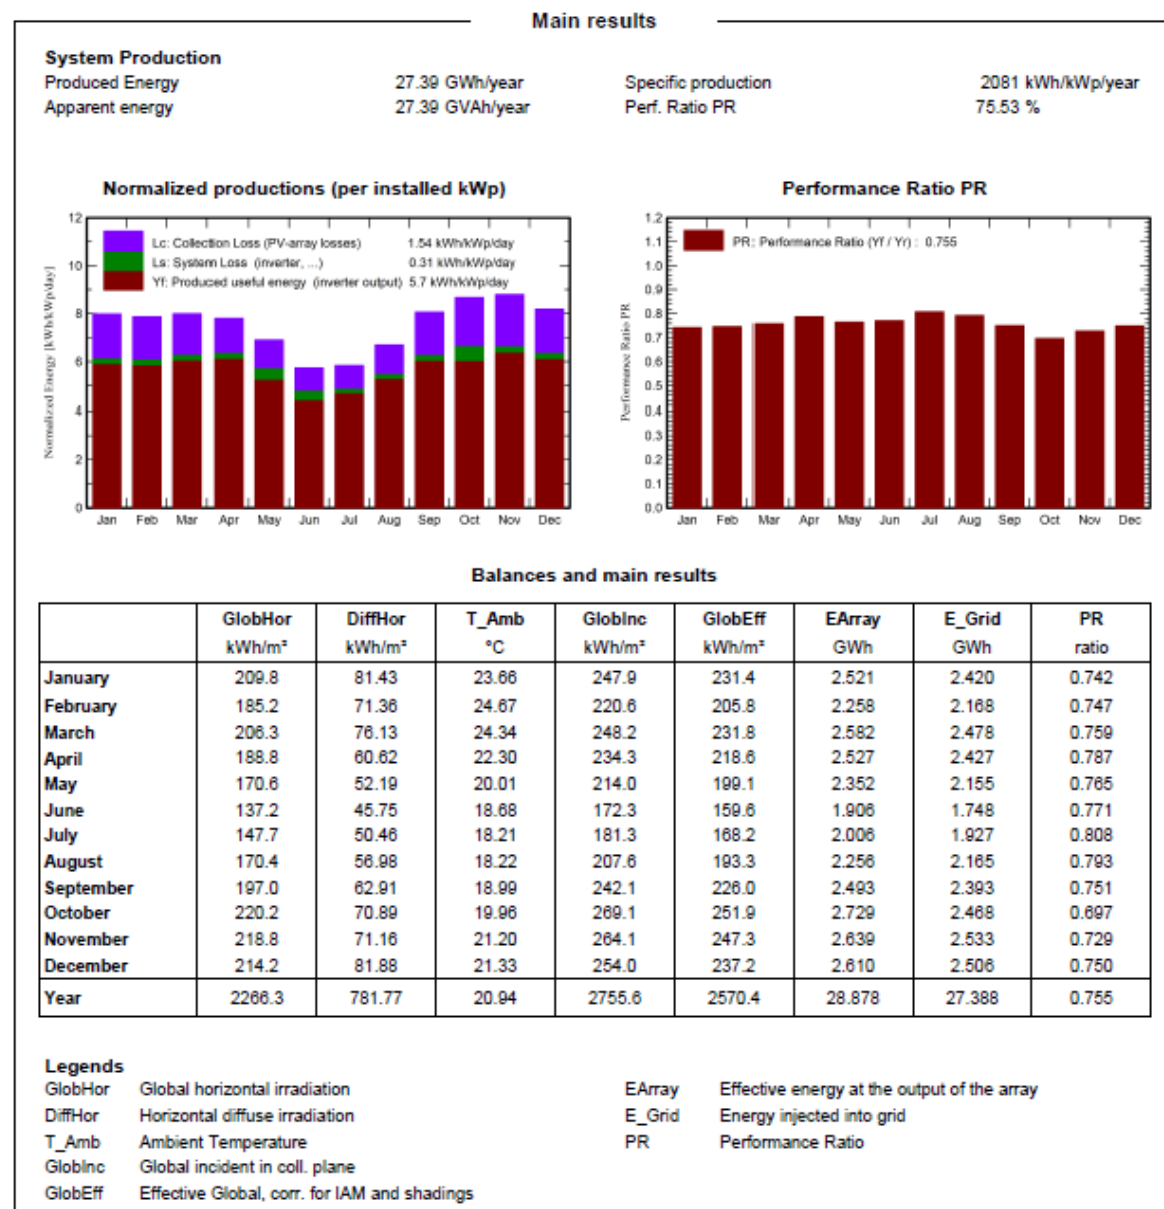 Main results
System Production
Produced Energy 27.39 GWh/year Specific production 2081 kWh/kWp/year
Apparent energy 27.39 GVAh/year Perf. Ratio PR 75.53 %
Normalized productions (per installed kWp)
Lc: Collection Loss (PV-array losses) 1.54 kWh/kWp/day
Ls: System Loss (inverter, ...) 0.31 kWh/kWp/day
Yf: Produced useful energy (inverter output) 5.7 kWh/kWp/day
Normalized Energy [kWh/kWp/day]
12
10
8
6
4
2
0
Jan Feb Mar Apr May Jun Jul Aug Sep Oct Nov Dec
Performance Ratio PR
PR: Performance Ratio (Yf / Yr) : 0.755
Performance Ratio PR
1.2
1.1
1.0
0.9
0.8
0.7
0.6
0.5
0.4
0.3
0.2
0.1
0.0
Jan Feb Mar Apr May Jun Jul Aug Sep Oct Nov Dec
Balances and main results
GlobHor DiffHor T_Amb GlobInc GlobEff EArray E_Grid PR
kWh/m² kWh/m² °C kWh/m² kWh/m² GWh GWh ratio
January 209.8 81.43 23.66 247.9 231.4 2.521 2.420 0.742
February 185.2 71.36 24.67 220.6 205.8 2.258 2.168 0.747
March 206.3 76.13 24.34 248.2 231.8 2.582 2.478 0.759
April 188.8 60.62 22.30 234.3 218.6 2.527 2.427 0.787
May 170.6 52.19 20.01 214.0 199.1 2.352 2.155 0.765
June 137.2 45.75 18.68 172.3 159.6 1.906 1.748 0.771
July 147.7 50.46 18.21 181.3 168.2 2.006 1.927 0.808
August 170.4 56.98 18.22 207.6 193.3 2.256 2.165 0.793
September 197.0 62.91 18.99 242.1 226.0 2.493 2.393 0.751
October 220.2 70.89 19.96 269.1 251.9 2.729 2.468 0.697
November 218.8 71.16 21.20 264.1 247.3 2.639 2.533 0.729
December 214.2 81.88 21.33 254.0 237.2 2.610 2.506 0.750
Year 2266.3 781.77 20.94 2755.6 2570.4 28.878 27.388 0.755
Legends
GlobHor Global horizontal irradiation EArray Effective energy at the output of the array
DiffHor Horizontal diffuse irradiation E_Grid Energy injected into grid
T_Amb Ambient Temperature PR Performance Ratio
GlobInc Global incident in coll. plane
GlobEff Effective Global, corr. for IAM and shadings